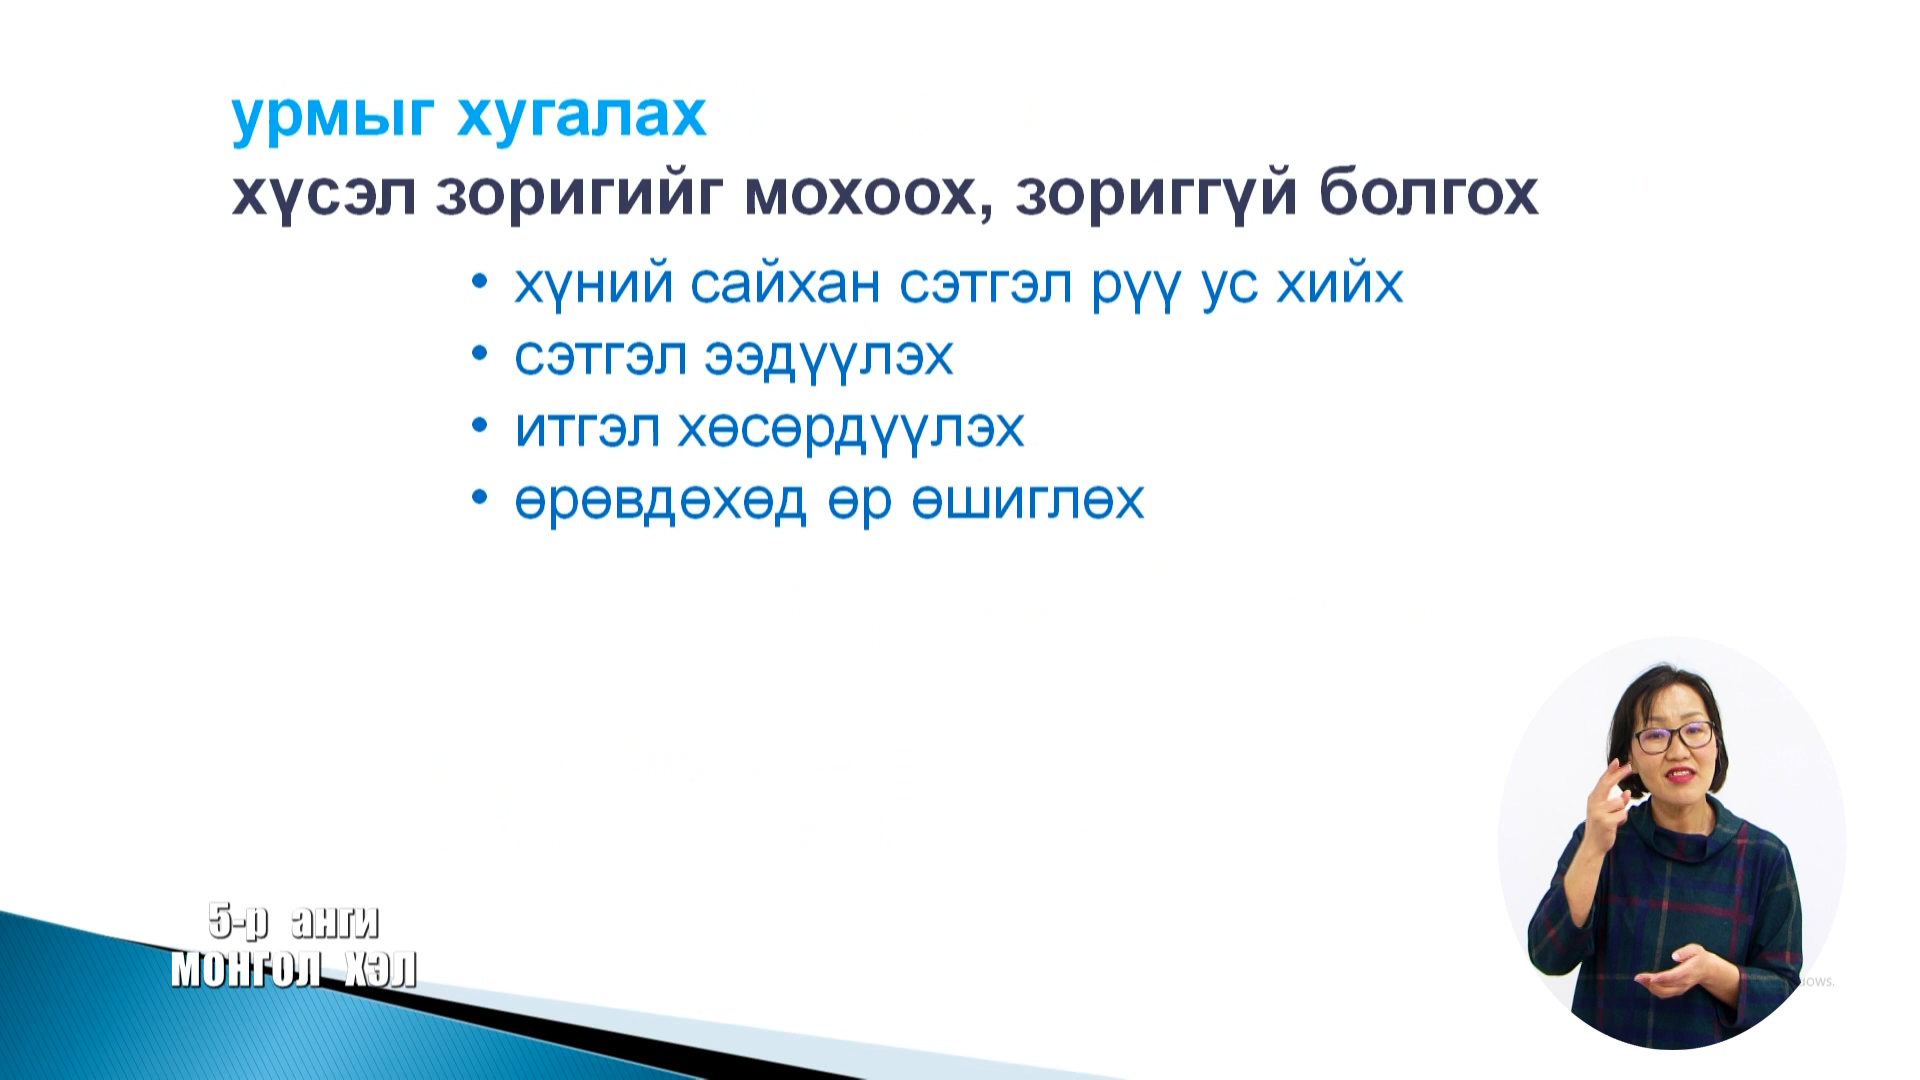 урмыг хугалах
хүсэл зоригийг мохоох, зориггүй болгох
• хүний сайхан сэтгэл рүү ус хийх
• сэтгэл ээдүүлэх
• итгэл хөсөрдүүлэх
• өрөвдөхөд өр өшиглөх
5-р анги
МОНГОЛ ХЭЛ